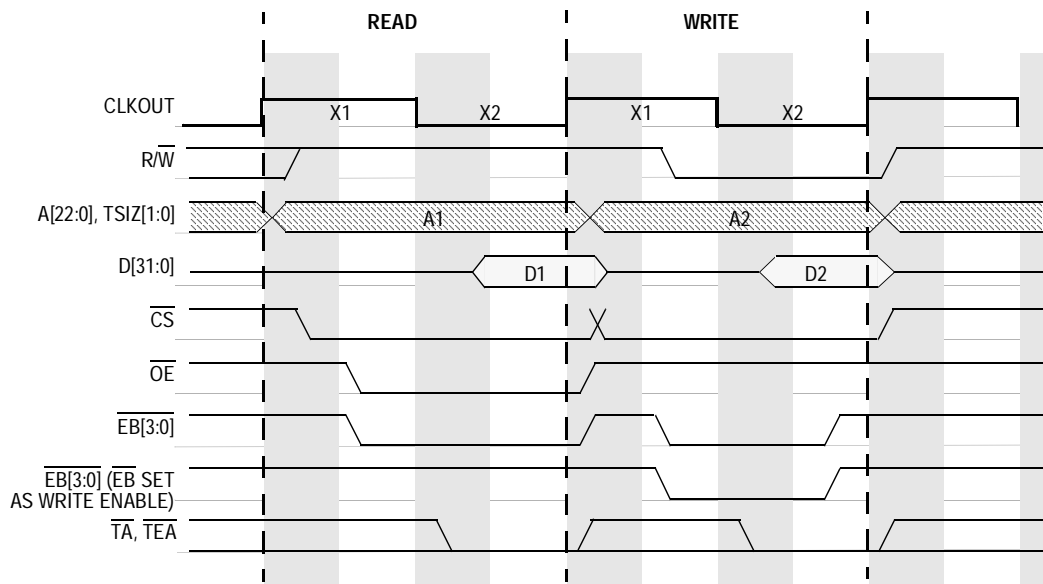 READ WRITE
CLKOUT X1 X2 X1 X2
R/W
A[22:0], TSIZ[1:0] A1 A2
D[31:0] D1 D2
CS
OE
EB[3:0]
EB[3:0] (EB SET
AS WRITE ENABLE)
TA, TEA